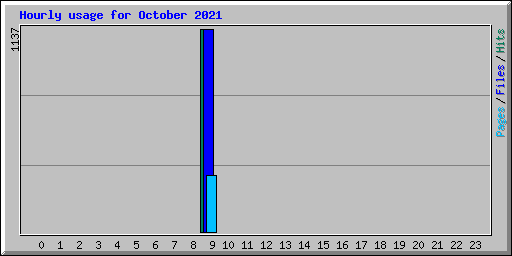 Hourly usage for October 2021
1137
Pages/Files/Hits
0 1 2 3 4 5 6 7 8 9 10 11 12 13 14 15 16 17 18 19 20 21 22 23